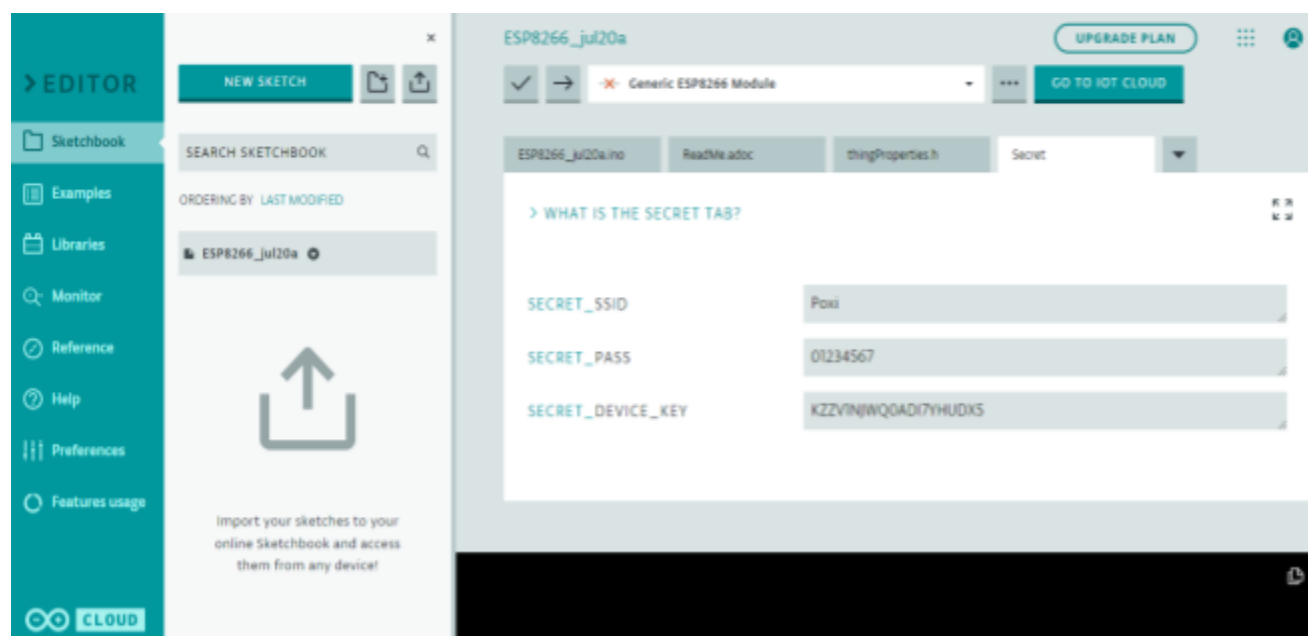 ESP8266_jul20a
UPGRADE PLAN
EDITOR
NEW SKETCH
Generic ESP8266 Module
GO TO IOT CLOUD
Sketchbook
Examples
Libraries
Monitor
Reference
Help
Preferences
Features usage
CLOUD
SEARCH SKETCHBOOK
ORDERING BY LAST MODIFIED
ESP8266_jul20a
Import your sketches to your
online Sketchbook and access
them from any device!
ESP8266_jul20a.ino
ReadMe.adoc
thingProperties.h
Secret
> WHAT IS THE SECRET TAB?
SECRET_SSID
Poxi
SECRET_PASS
01234567
SECRET_DEVICE_KEY